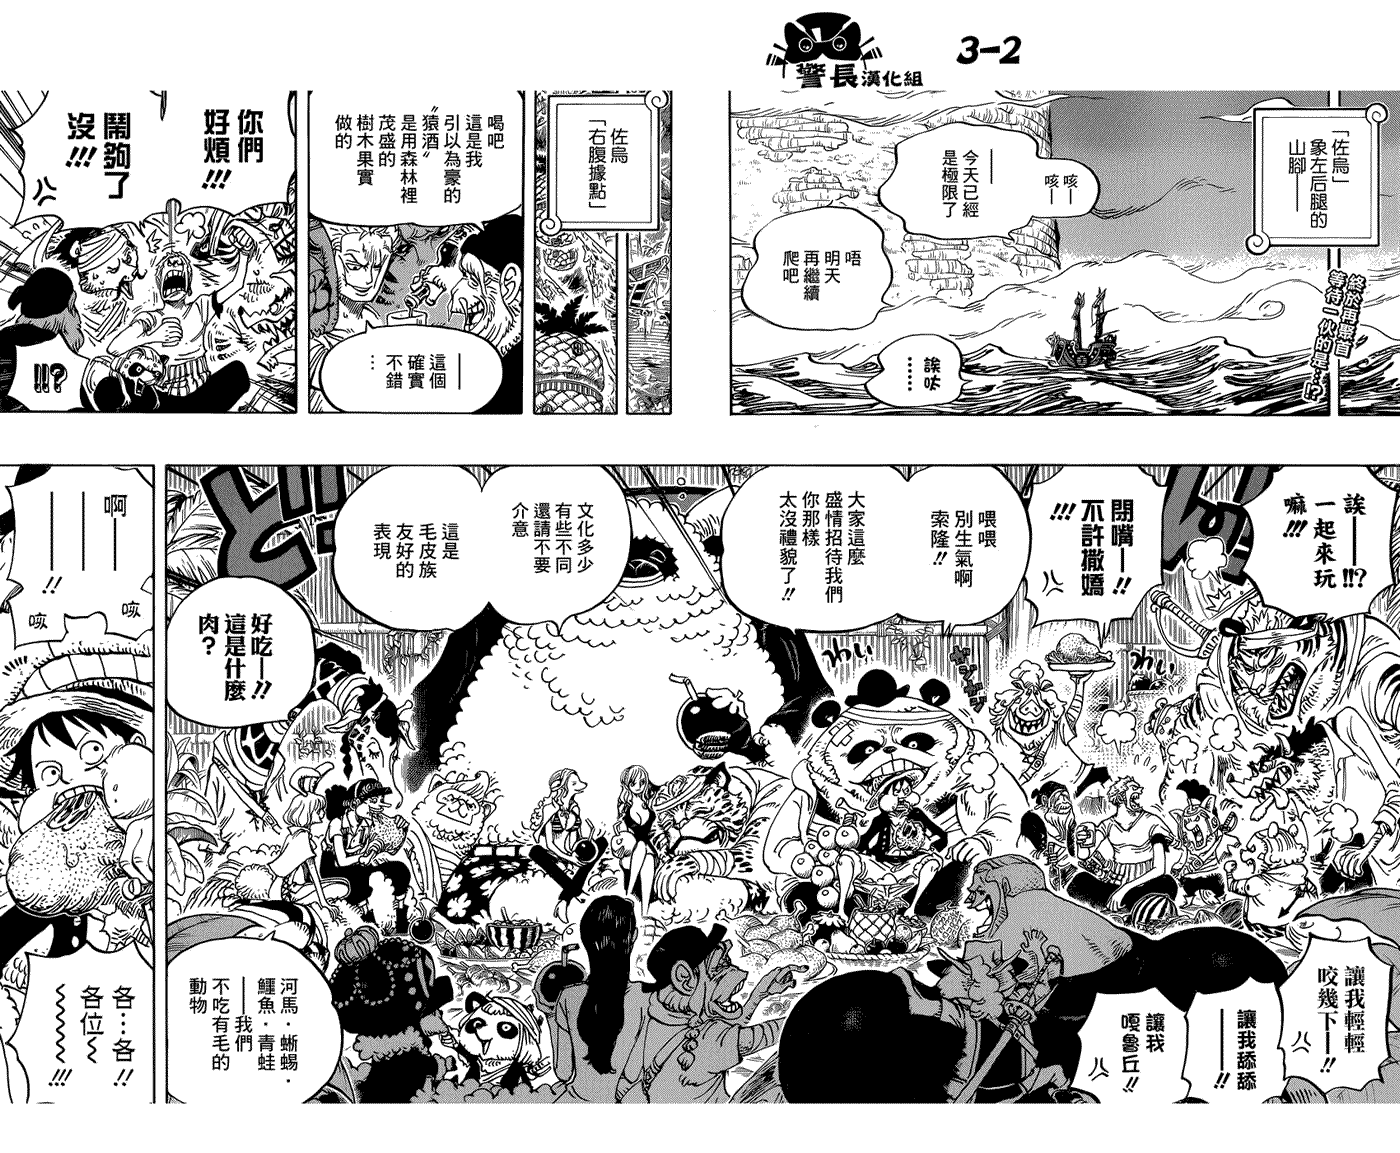 警長漢化組
3-2
「佐烏」
象左后腿的
山腳——
終於再聚首
等待一伙的是…!?
咳——
咳——
——
今天已經
是極限了
唔
明天
再繼續
爬吧
誒哒
……
佐烏
「右腹據點」
喝吧
這是我
引以為豪的
“猿酒”
是用森林裡
茂盛的
樹木果實
做的
——
這個
確實
不錯
…
你們
好煩!!!
鬧夠了
沒!!!
!!?
誒——!!?
一起來玩
嘛!!!
閉嘴——!!
不許撒嬌
!!!
喂喂
別生氣啊
索隆!!
大家這麼
盛情招待我們
你那樣
太沒禮貌了!!
文化多少
有些不同
還請不要
介意
這是
毛皮族
友好的
表現
ど!!
わい
わい
好吃——!!
這是什麼
肉?
河馬·蜥蜴·
鱷魚·青蛙
——我們
不吃有毛的
動物
讓我輕輕
咬幾下——!!
讓我舔舔
——!!
讓我
嘎魯丘!!
啊——
——
——!!
咳
咳
各…各!!
各位~
~~~~!!!